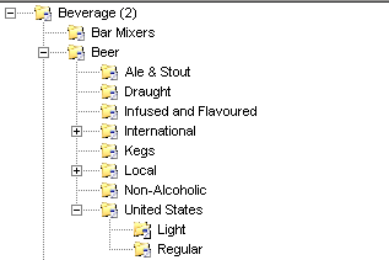 Beverage (2)
Bar Mixers
Beer
Ale & Stout
Draught
Infused and Flavoured
International
Kegs
Local
Non-Alcoholic
United States
Light
Regular